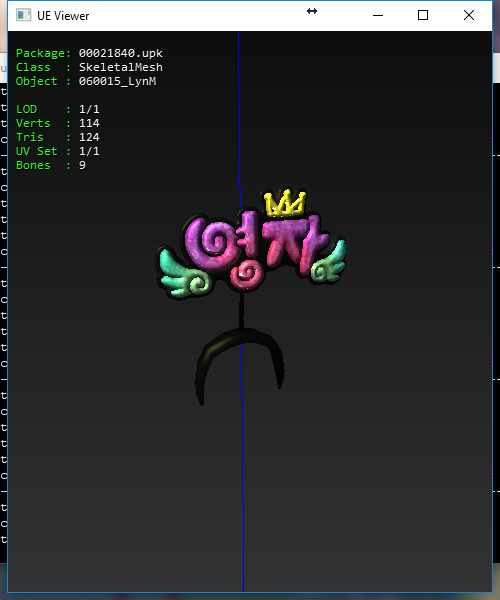 UE Viewer
Package: 00021840.upk
Class : SkeletalMesh
Object : 060015_LynM
LOD : 1/1
Verts : 114
Tris : 124
UV Set : 1/1
Bones : 9
영자